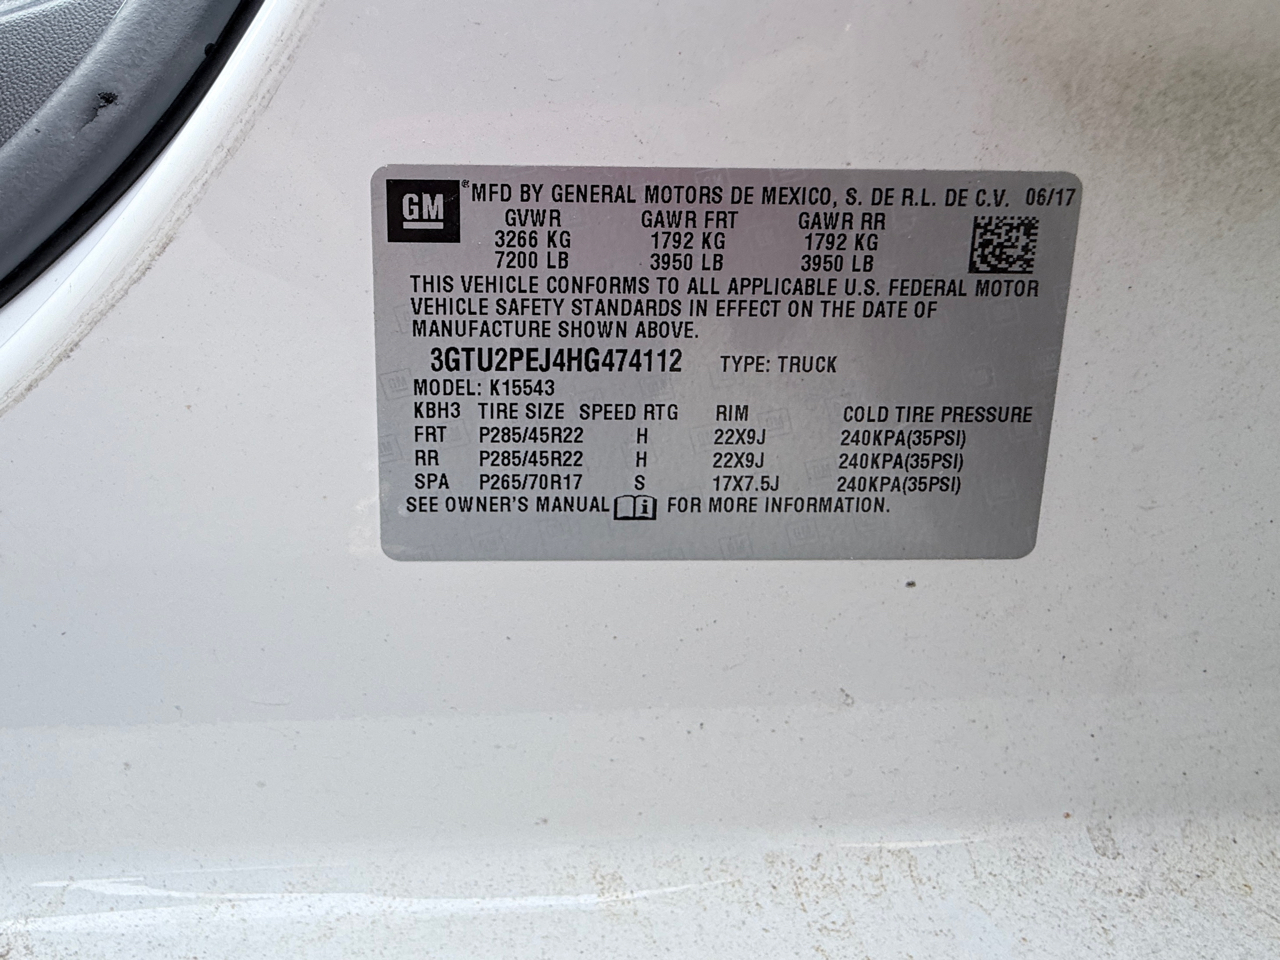 GM ® MFD BY GENERAL MOTORS DE MEXICO, S. DE R.L. DE C.V. 06/17
GVWR GAWR FRT GAWR RR
3266 KG 1792 KG 1792 KG
7200 LB 3950 LB 3950 LB
THIS VEHICLE CONFORMS TO ALL APPLICABLE U.S. FEDERAL MOTOR
VEHICLE SAFETY STANDARDS IN EFFECT ON THE DATE OF
MANUFACTURE SHOWN ABOVE.
3GTU2PEJ4HG474112 TYPE: TRUCK
MODEL: K15543
KBH3 TIRE SIZE SPEED RTG RIM COLD TIRE PRESSURE
FRT P285/45R22 H 22X9J 240KPA(35PSI)
RR P285/45R22 H 22X9J 240KPA(35PSI)
SPA P265/70R17 S 17X7.5J 240KPA(35PSI)
SEE OWNER'S MANUAL i FOR MORE INFORMATION.